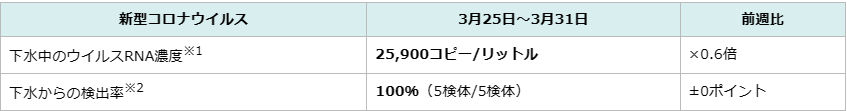 新型コロナウイルス 3月25日～3月31日 前週比
下水中のウイルスRNA濃度※1 25,900コピー/リットル ×0.6倍
下水からの検出率※2 100%（5検体/5検体） ±0ポイント